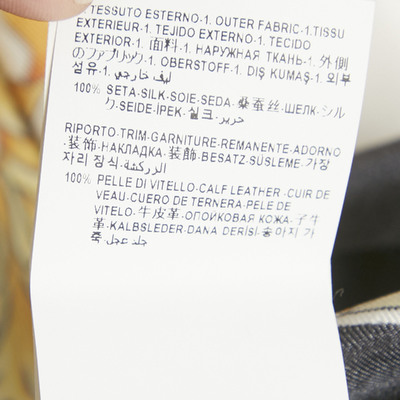 TESSUTO ESTERNO-1. OUTER FABRIC-1.TISSU
EXTERIEUR-1. TEJIDO EXTERNO-1. TECIDO
EXTERIOR-1. 面料-1. НАРУЖНАЯ ТКАНЬ-1. 外側
のファブリック-1. OBERSTOFF-1. DIŞ KUMAŞ-1. 외부
섬유-1. ليف خارجي
100% SETA-SILK-SOIE-SEDA-桑蚕丝-ШЕЛК-シル
ク-SEIDE-İPEK-실크-حرير
RIPORTO-TRIM-GARNITURE-REMANENTE-ADORNO
-装饰-НАКЛАДКА-装飾-BESATZ-SÜSLEME-가장
자리 장식-الزركشة
100% PELLE DI VITELLO-CALF LEATHER -CUIR DE
VEAU-CUERO DE TERNERA-PELE DE
VITELO-牛皮革-ОПОЙКОВАЯ КОЖА-子牛
革-KALBSLEDER-DANA DERİSİ-송아지 가
죽-جلد عجل